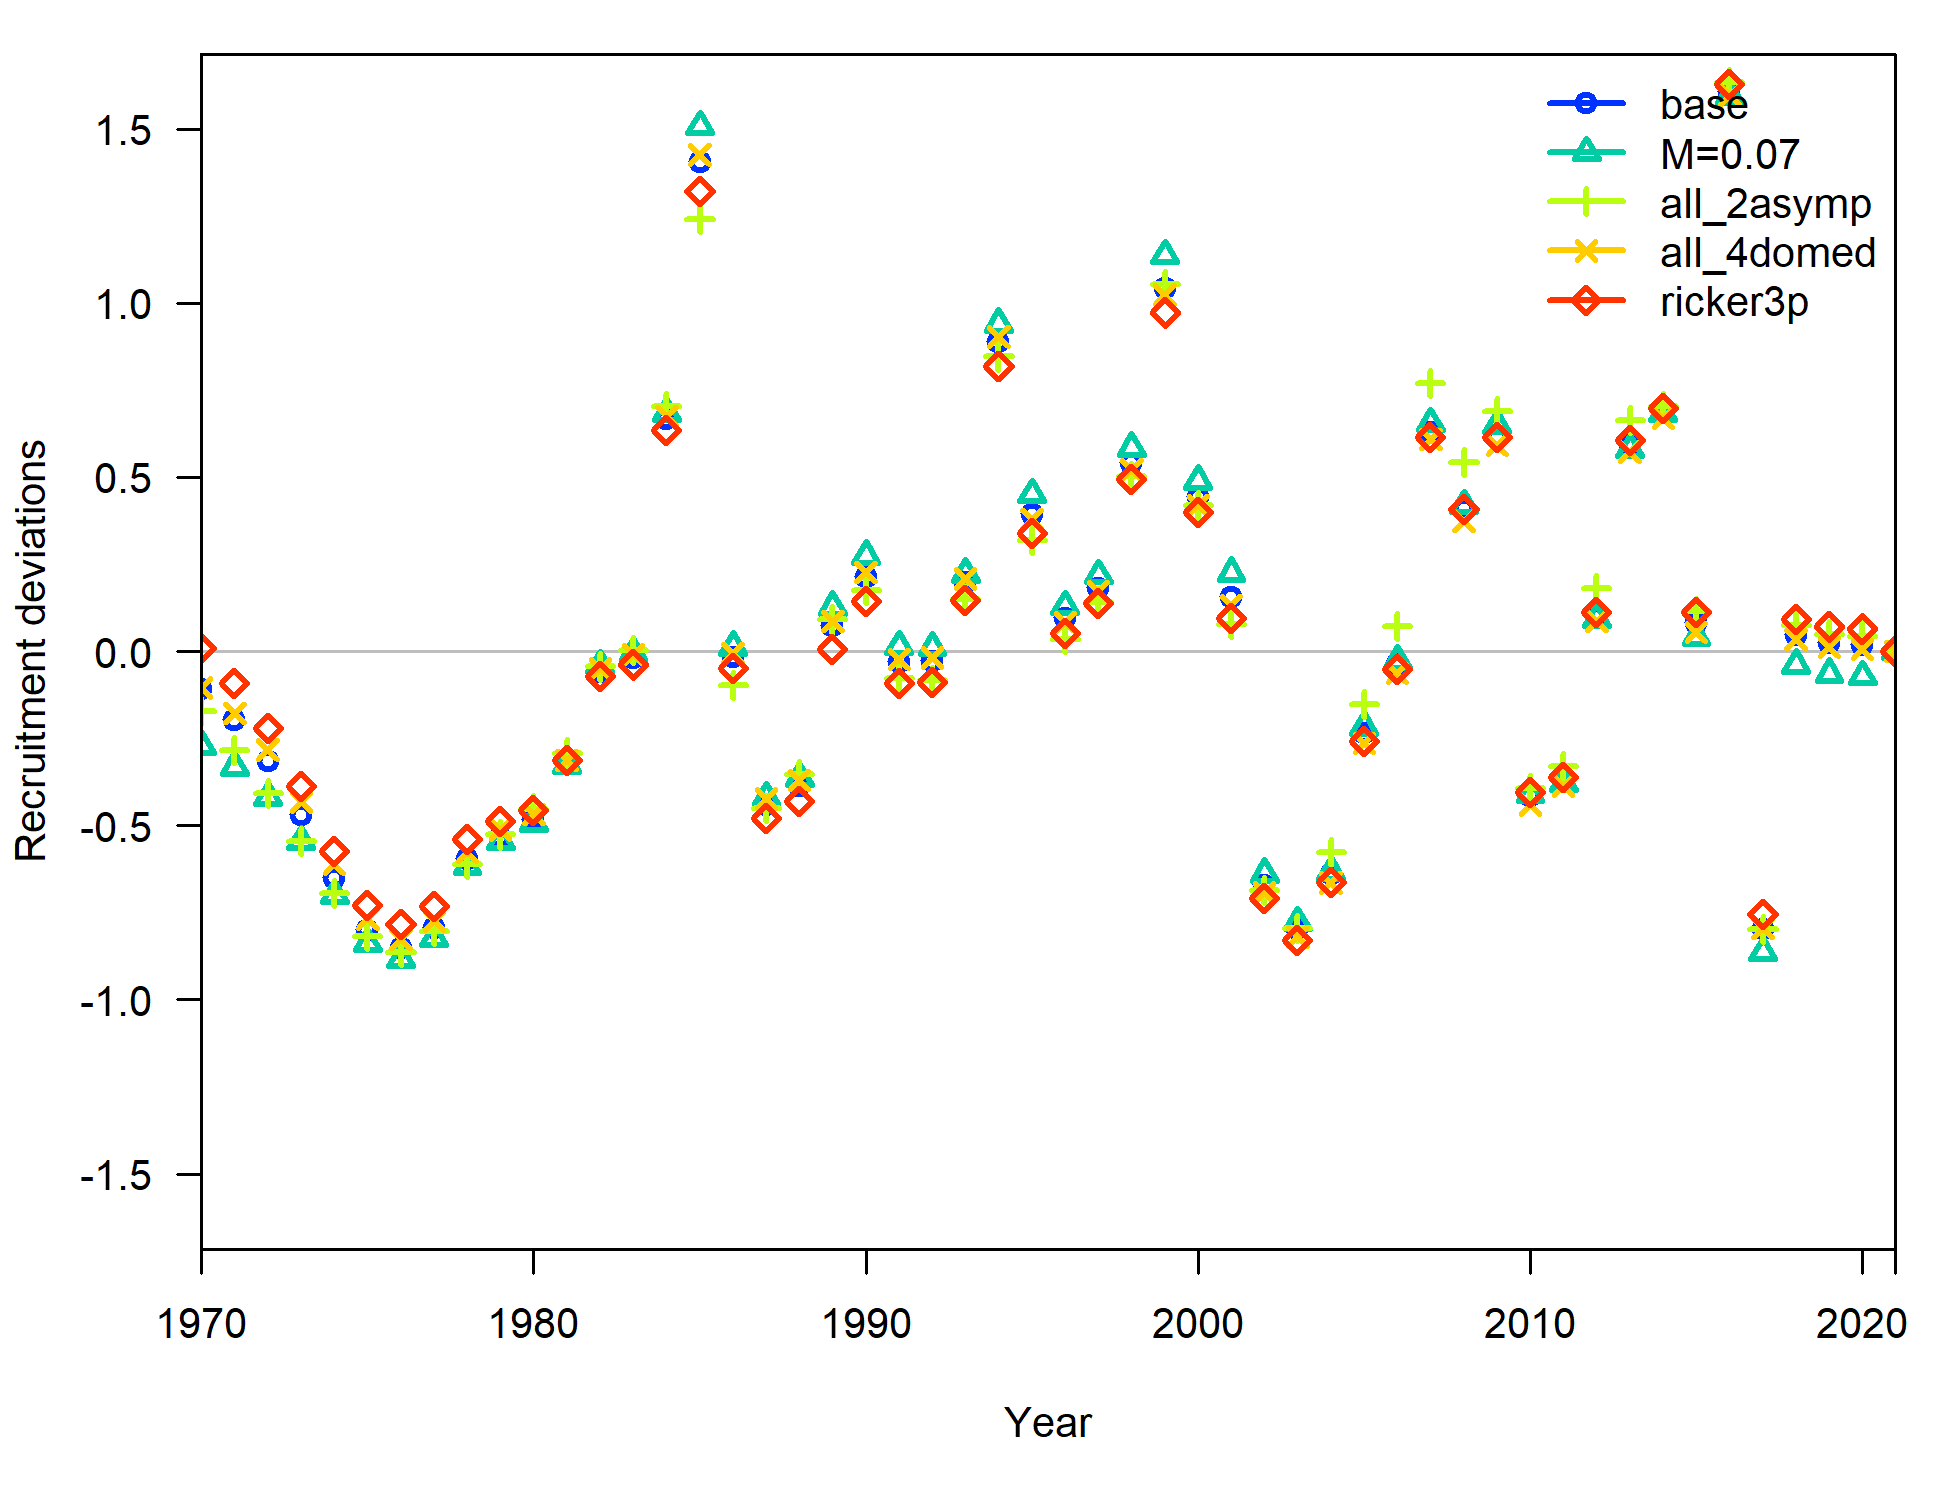 base
M=0.07
all_2asymp
all_4domed
ricker3p
1.5
1.0
0.5
0.0
-0.5
-1.0
-1.5
Recruitment deviations
1970 1980 1990 2000 2010 2020
Year